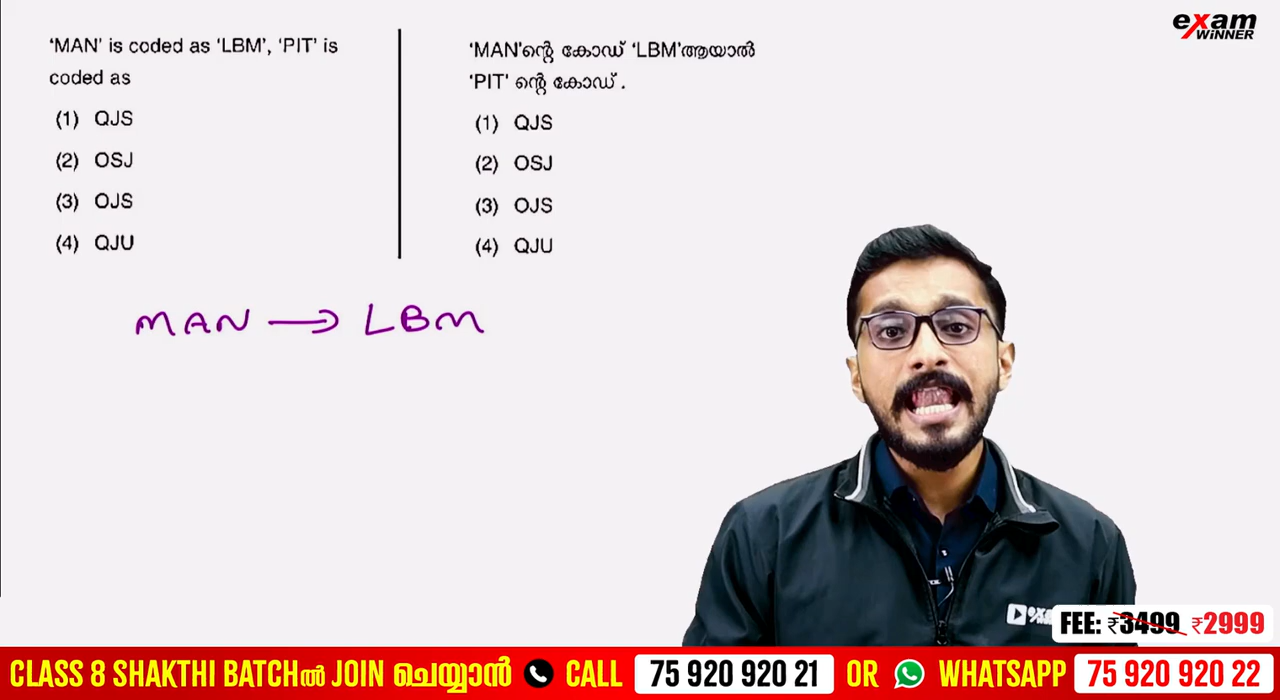 exam
WINNER
‘MAN’ is coded as ‘LBM’, ‘PIT’ is
coded as
(1) QJS
(2) OSJ
(3) OJS
(4) QJU
‘MAN’ന്റെ കോഡ് ‘LBM’ആയാൽ
‘PIT’ ന്റെ കോഡ് .
(1) QJS
(2) OSJ
(3) OJS
(4) QJU
MAN → LBM
FEE: ₹3499 ₹2999
CLASS 8 SHAKTHI BATCHൽ JOIN ചെയ്യാൻ CALL 75 920 920 21 OR WHATSAPP 75 920 920 22